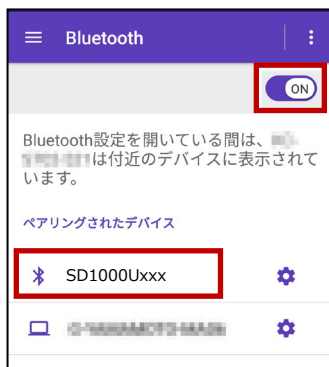 Bluetooth
ON
Bluetooth設定を開いている間は、
は付近のデバイスに表示されて
います。
ペアリングされたデバイス
SD1000Uxxx